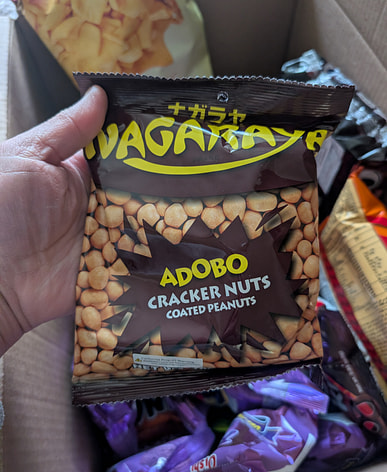 ナガラヤ
NAGARAYA
ADOBO
CRACKER NUTS
COATED PEANUTS